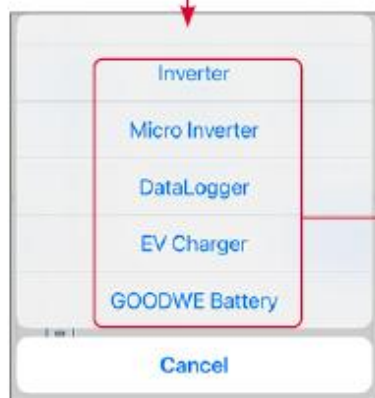 Inverter
Micro Inverter
DataLogger
EV Charger
GOODWE Battery
Cancel